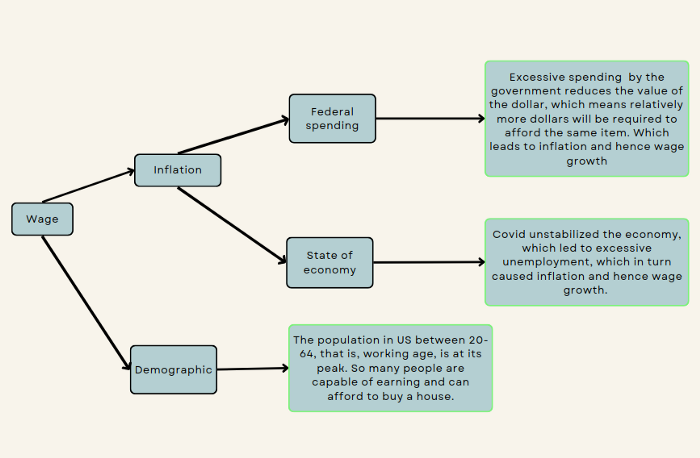 Wage
Inflation
Federal
spending
Excessive spending by the
government reduces the value of
the dollar, which means relatively
more dollars will be required to
afford the same item. Which
leads to inflation and hence wage
growth
State of
economy
Covid unstabilized the economy,
which led to excessive
unemployment, which in turn
caused inflation and hence wage
growth.
Demographic
The population in US between 20-
64, that is, working age, is at its
peak. So many people are
capable of earning and can
afford to buy a house.